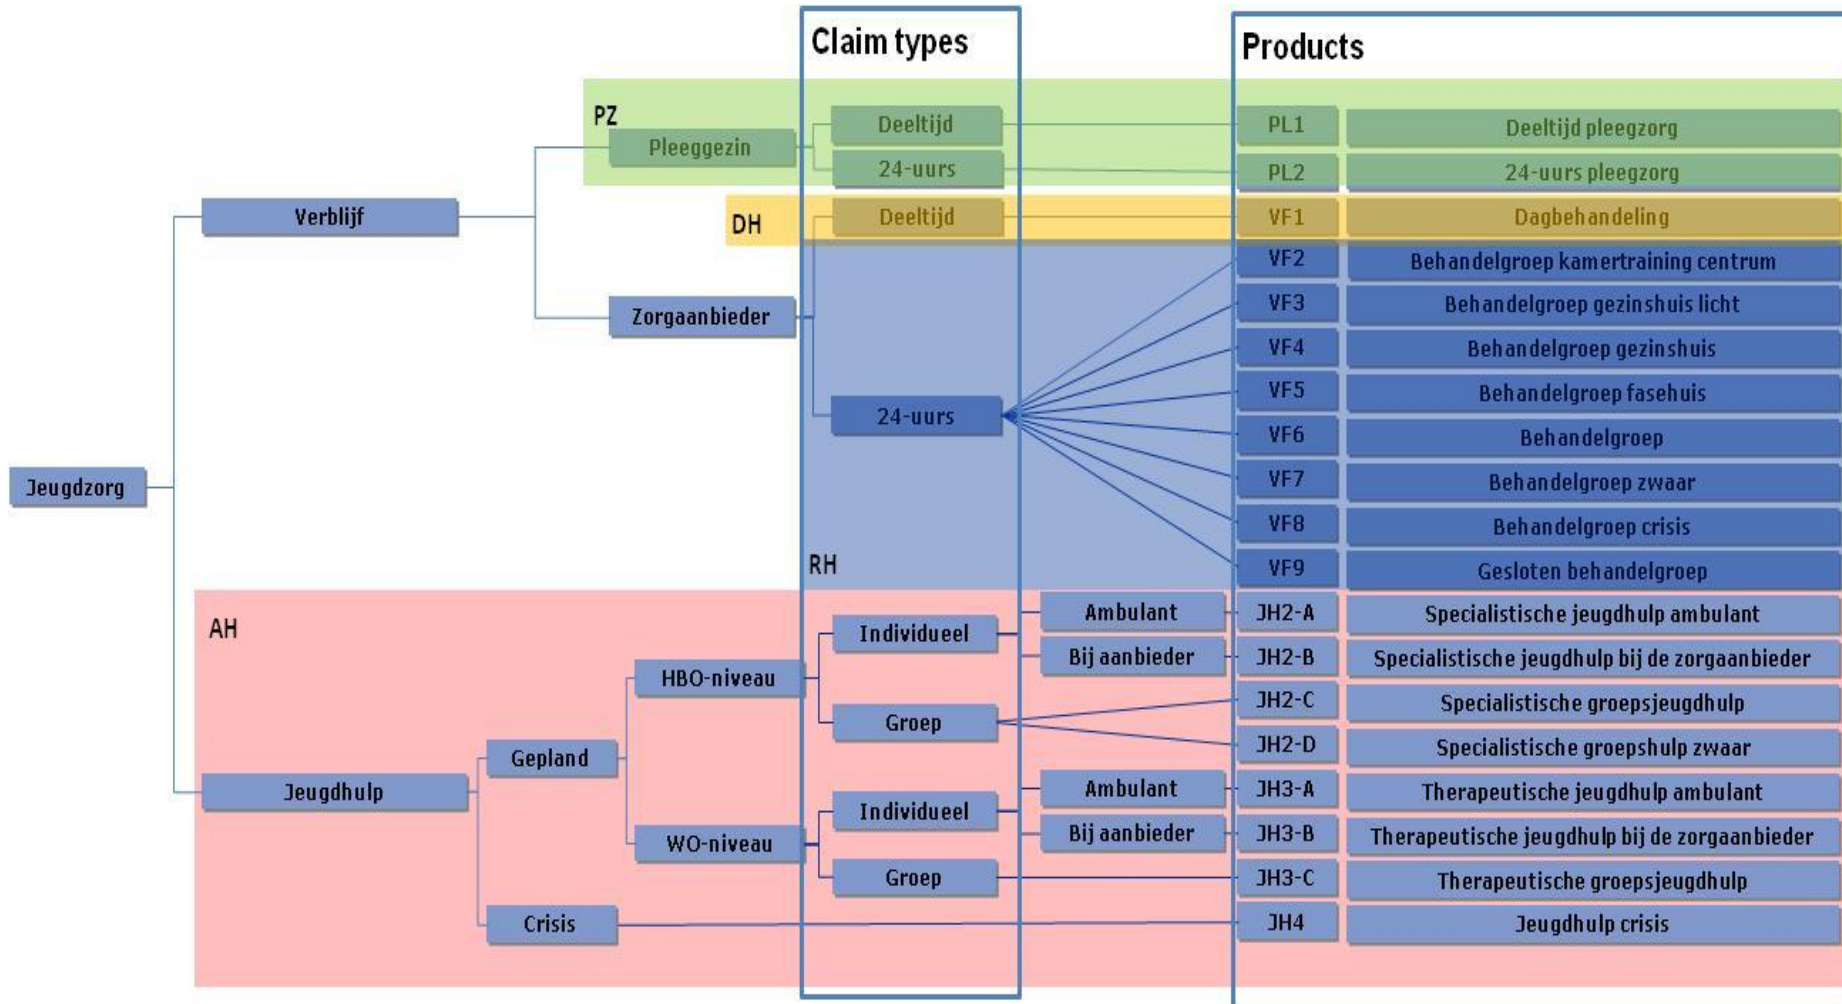 Claim types
Products
PZ
Pleeggezin
Deeltijd
PL1
Deeltijd pleegzorg
24-uurs
PL2
24-uurs pleegzorg
Verblijf
DH
Deeltijd
VF1
Dagbehandeling
VF2
Behandelgroep kamertraining centrum
Zorgaanbieder
VF3
Behandelgroep gezinshuis licht
VF4
Behandelgroep gezinshuis
VF5
Behandelgroep fasehuis
24-uurs
VF6
Behandelgroep
Jeugdzorg
VF7
Behandelgroep zwaar
VF8
Behandelgroep crisis
RH
VF9
Gesloten behandelgroep
AH
Individueel
Ambulant
JH2-A
Specialistische jeugdhulp ambulant
HBO-niveau
Bij aanbieder
JH2-B
Specialistische jeugdhulp bij de zorgaanbieder
JH2-C
Specialistische groepsjeugdhulp
Groep
JH2-D
Specialistische groepshulp zwaar
Gepland
Jeugdhulp
Individueel
Ambulant
JH3-A
Therapeutische jeugdhulp ambulant
WO-niveau
Bij aanbieder
JH3-B
Therapeutische jeugdhulp bij de zorgaanbieder
Groep
JH3-C
Therapeutische groepsjeugdhulp
Crisis
JH4
Jeugdhulp crisis